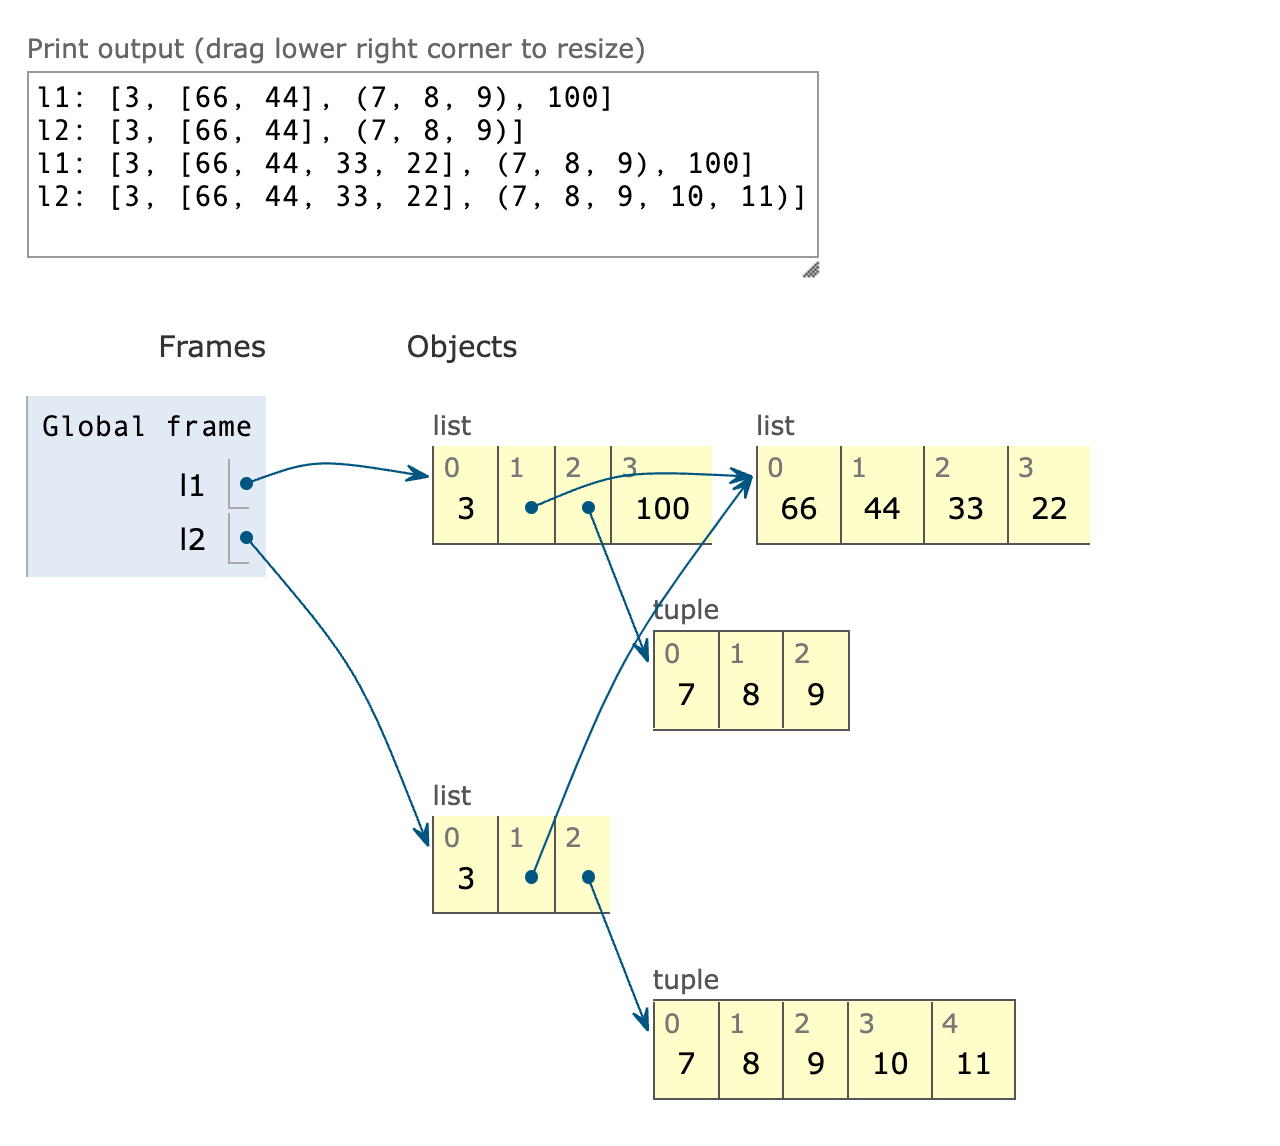 Print output (drag lower right corner to resize)
l1: [3, [66, 44], (7, 8, 9), 100]
l2: [3, [66, 44], (7, 8, 9)]
l1: [3, [66, 44, 33, 22], (7, 8, 9), 100]
l2: [3, [66, 44, 33, 22], (7, 8, 9, 10, 11)]
Frames Objects
Global frame
l1
l2
list
0 1 2 3
3 100
list
0 1 2 3
66 44 33 22
tuple
0 1 2
7 8 9
list
0 1 2
3
tuple
0 1 2 3 4
7 8 9 10 11